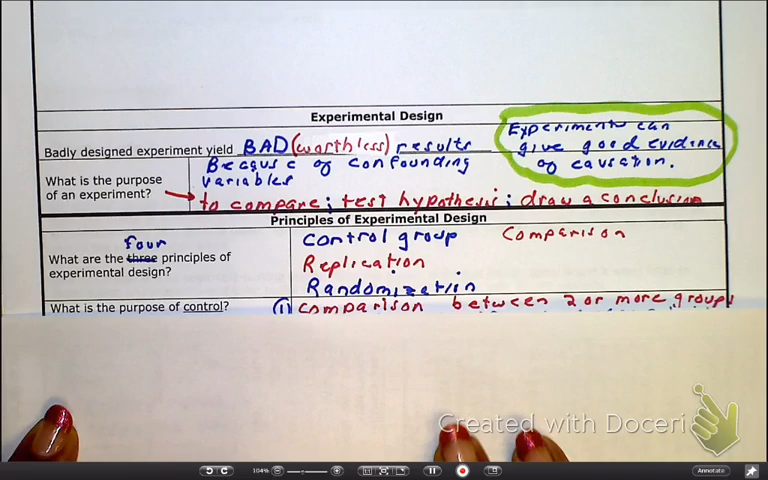 Experimental Design
Badly designed experiment yield BAD (worthless) results
Because of confounding
variables
Experiments can
give good evidence
of causation.
What is the purpose
of an experiment?
to compare; test hypothesis; draw a conclusion
Principles of Experimental Design
four
What are the three principles of
experimental design?
control group Comparison
Replication
Randomization
What is the purpose of control?
① Comparison between 2 or more groups
Created with Doceri
104%
Annotate